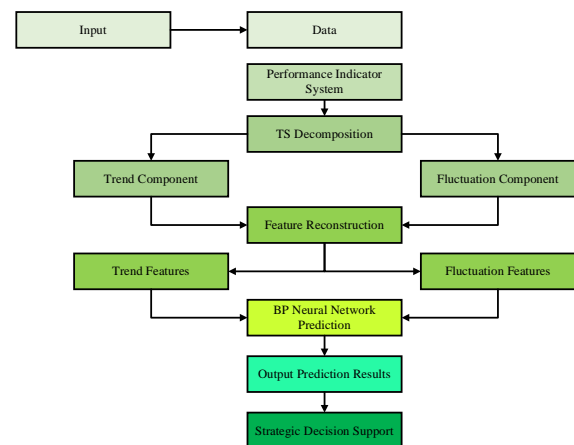 Input
Data
Performance Indicator
System
TS Decomposition
Trend Component
Fluctuation Component
Feature Reconstruction
Trend Features
Fluctuation Features
BP Neural Network
Prediction
Output Prediction Results
Strategic Decision Support